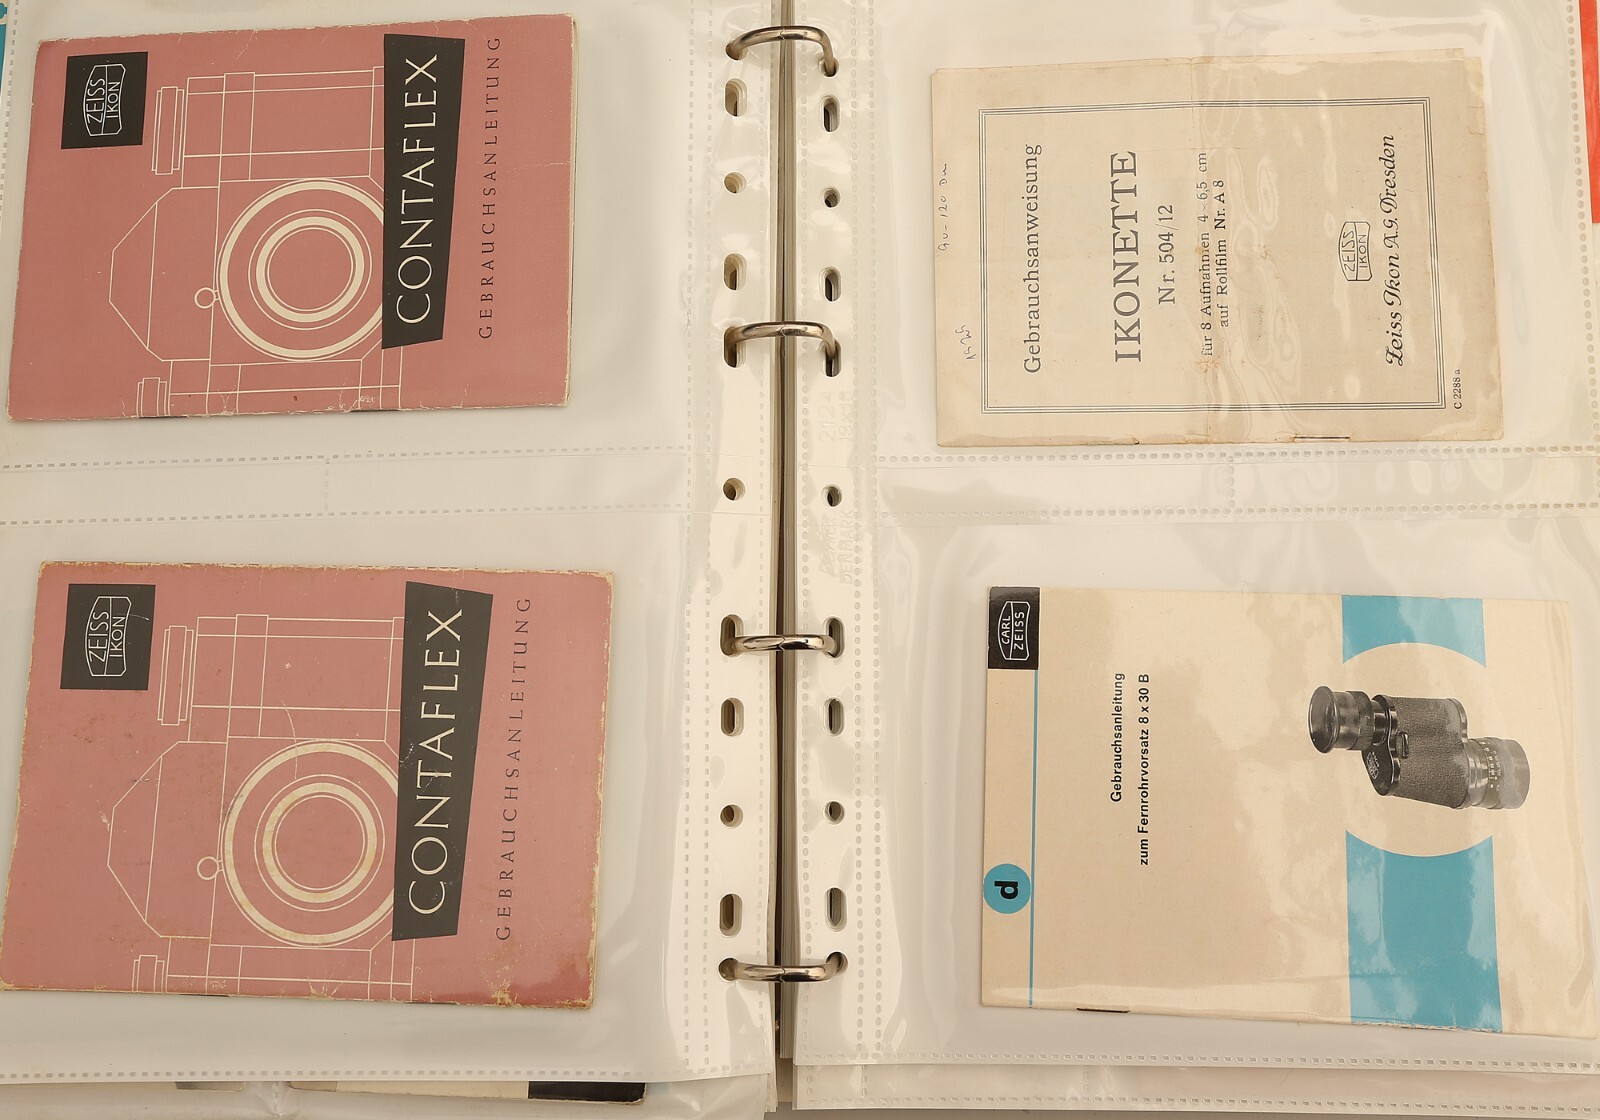 ZEISS
IKON
CONTAFLEX
GEBRAUCHSANLEITUNG
ZEISS
IKON
CONTAFLEX
GEBRAUCHSANLEITUNG
Gebrauchsanweisung
IKONETTE
Nr. 504/12
für 8 Aufnahmen 4 × 6,5 cm
auf Rollfilm Nr. A 8
ZEISS
IKON
Zeiss Ikon A.G. Dresden
C 2288 a
CARL
ZEISS
d
Gebrauchsanleitung
zum Fernrohrvorsatz 8 x 30 B
DENMARK